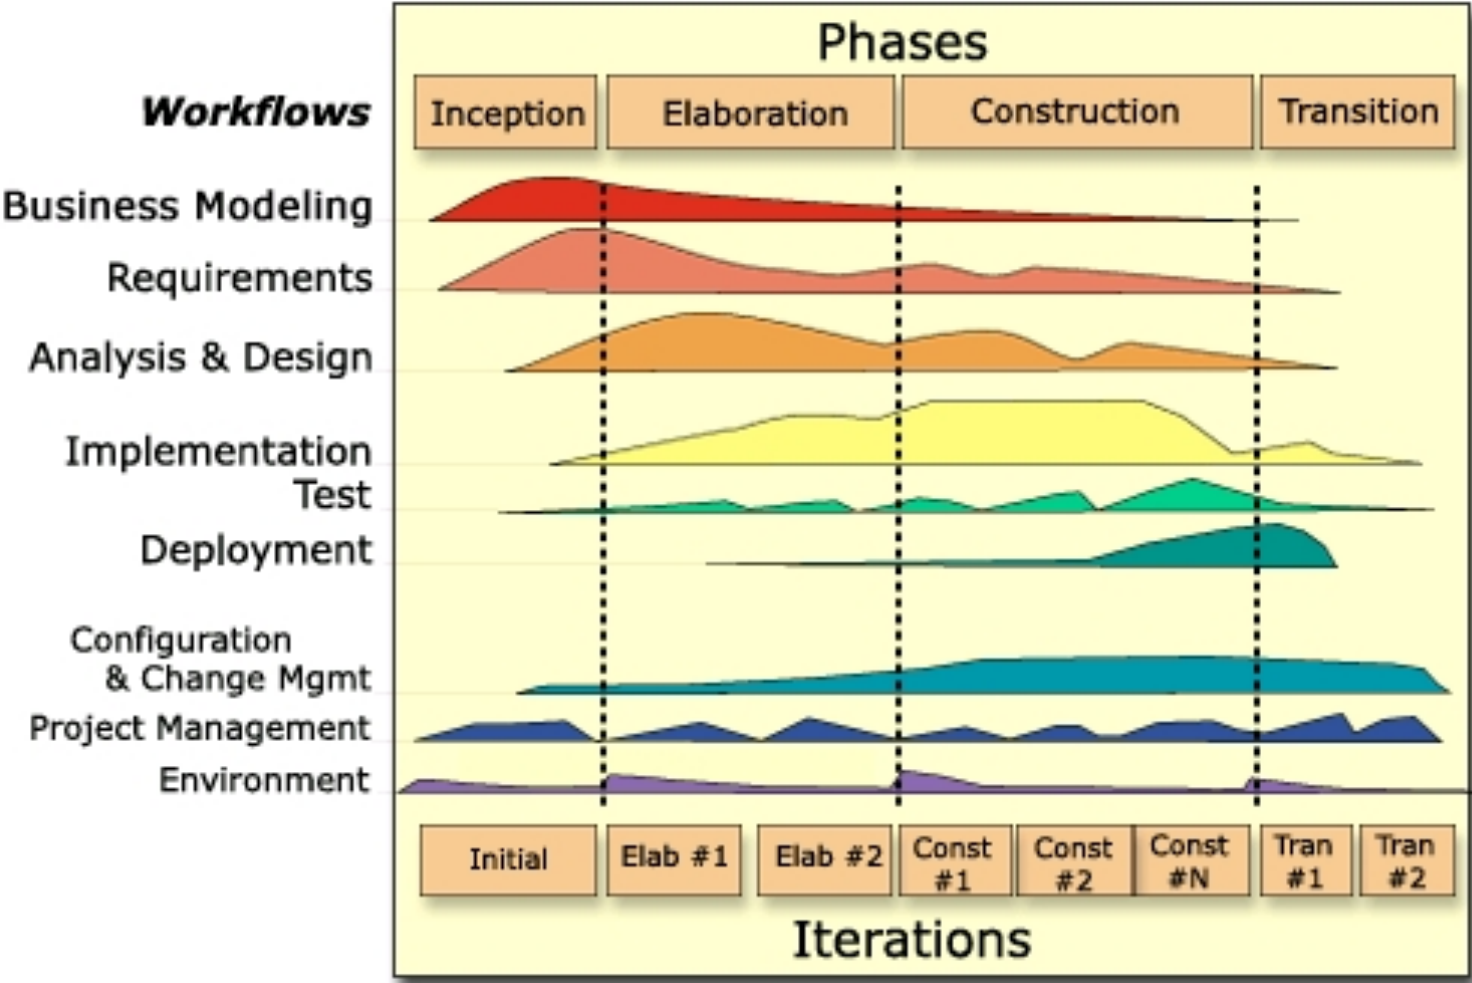 Phases
Workflows
Inception
Elaboration
Construction
Transition
Business Modeling
Requirements
Analysis & Design
Implementation
Test
Deployment
Configuration
& Change Mgmt
Project Management
Environment
Initial
Elab #1
Elab #2
Const
#1
Const
#2
Const
#N
Tran
#1
Tran
#2
Iterations